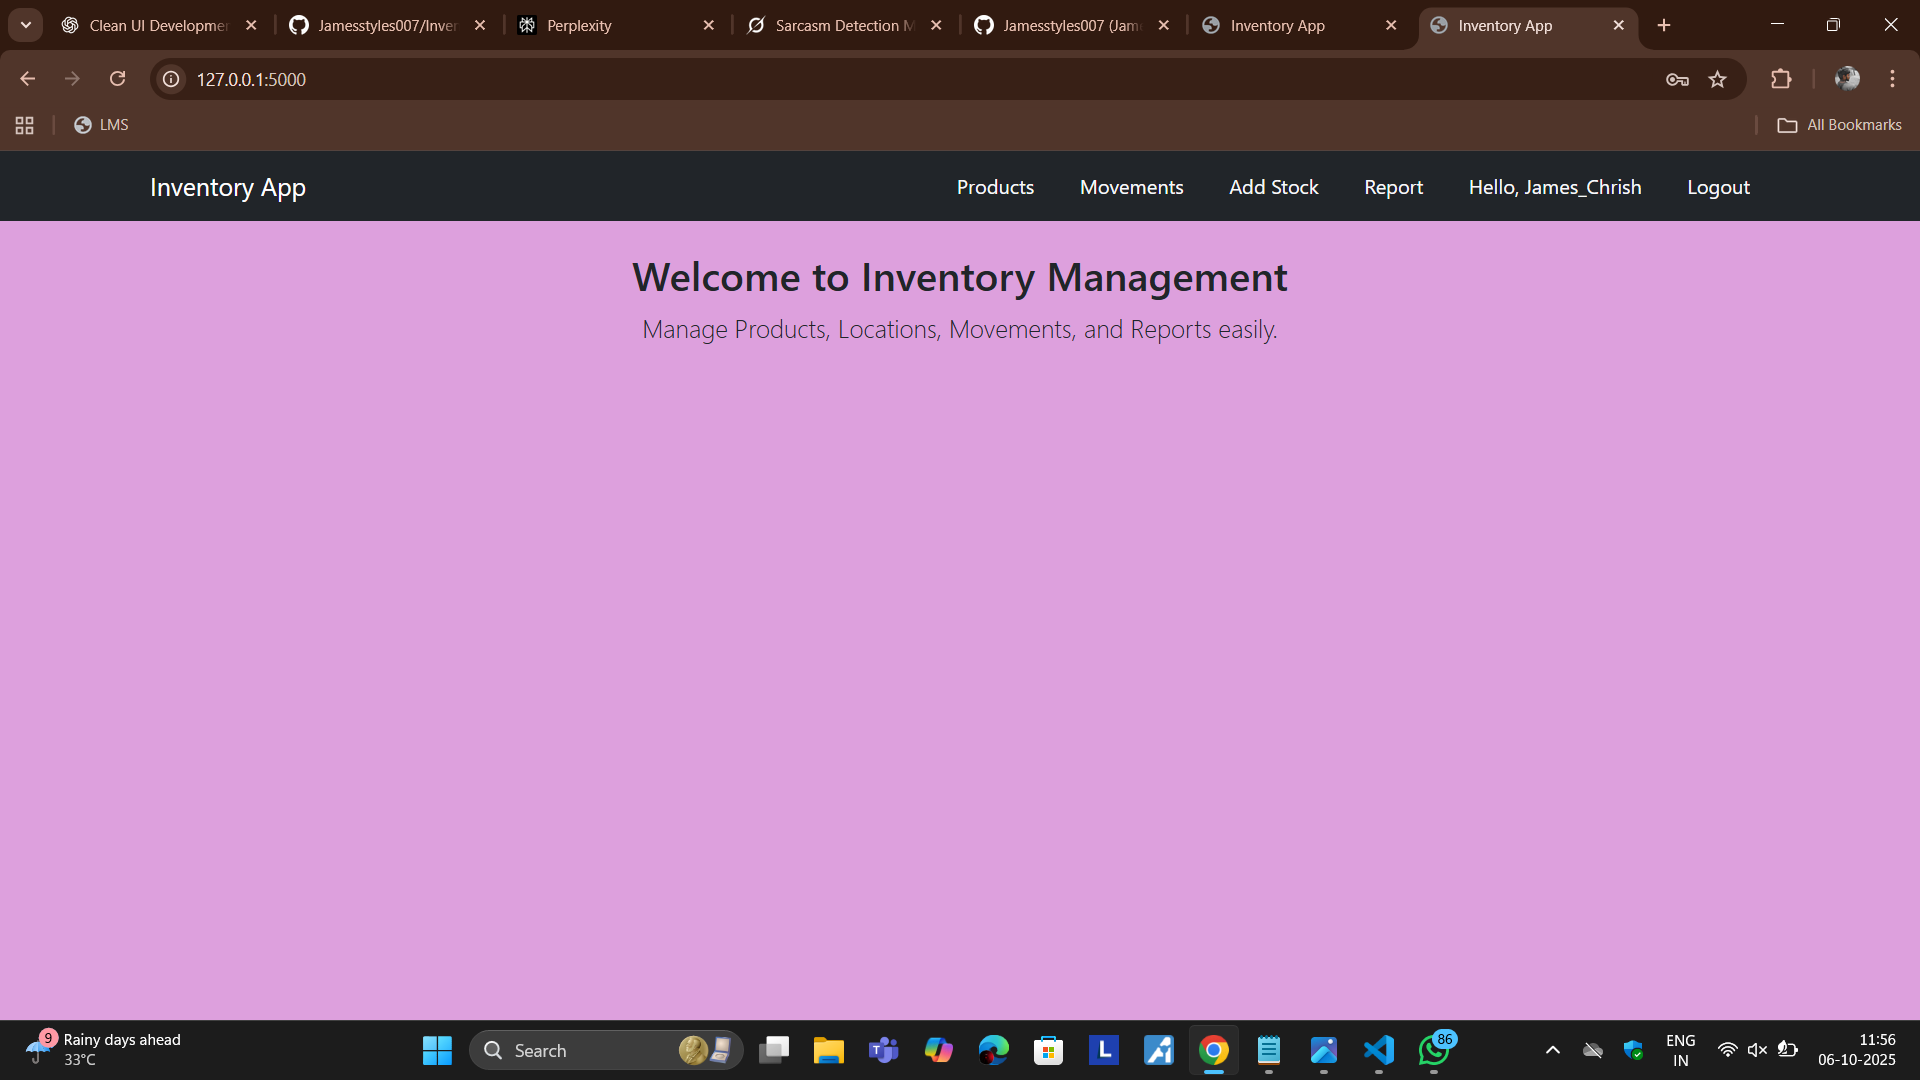 Clean UI Developmen
Jamesstyles007/Inver
Perplexity
Sarcasm Detection M
Jamesstyles007 (Jam
Inventory App
Inventory App
127.0.0.1:5000
LMS
All Bookmarks
Inventory App
Products
Movements
Add Stock
Report
Hello, James_Chrish
Logout
Welcome to Inventory Management
Manage Products, Locations, Movements, and Reports easily.
9
Rainy days ahead
33°C
Search
T
L
86
ENG
IN
11:56
06-10-2025